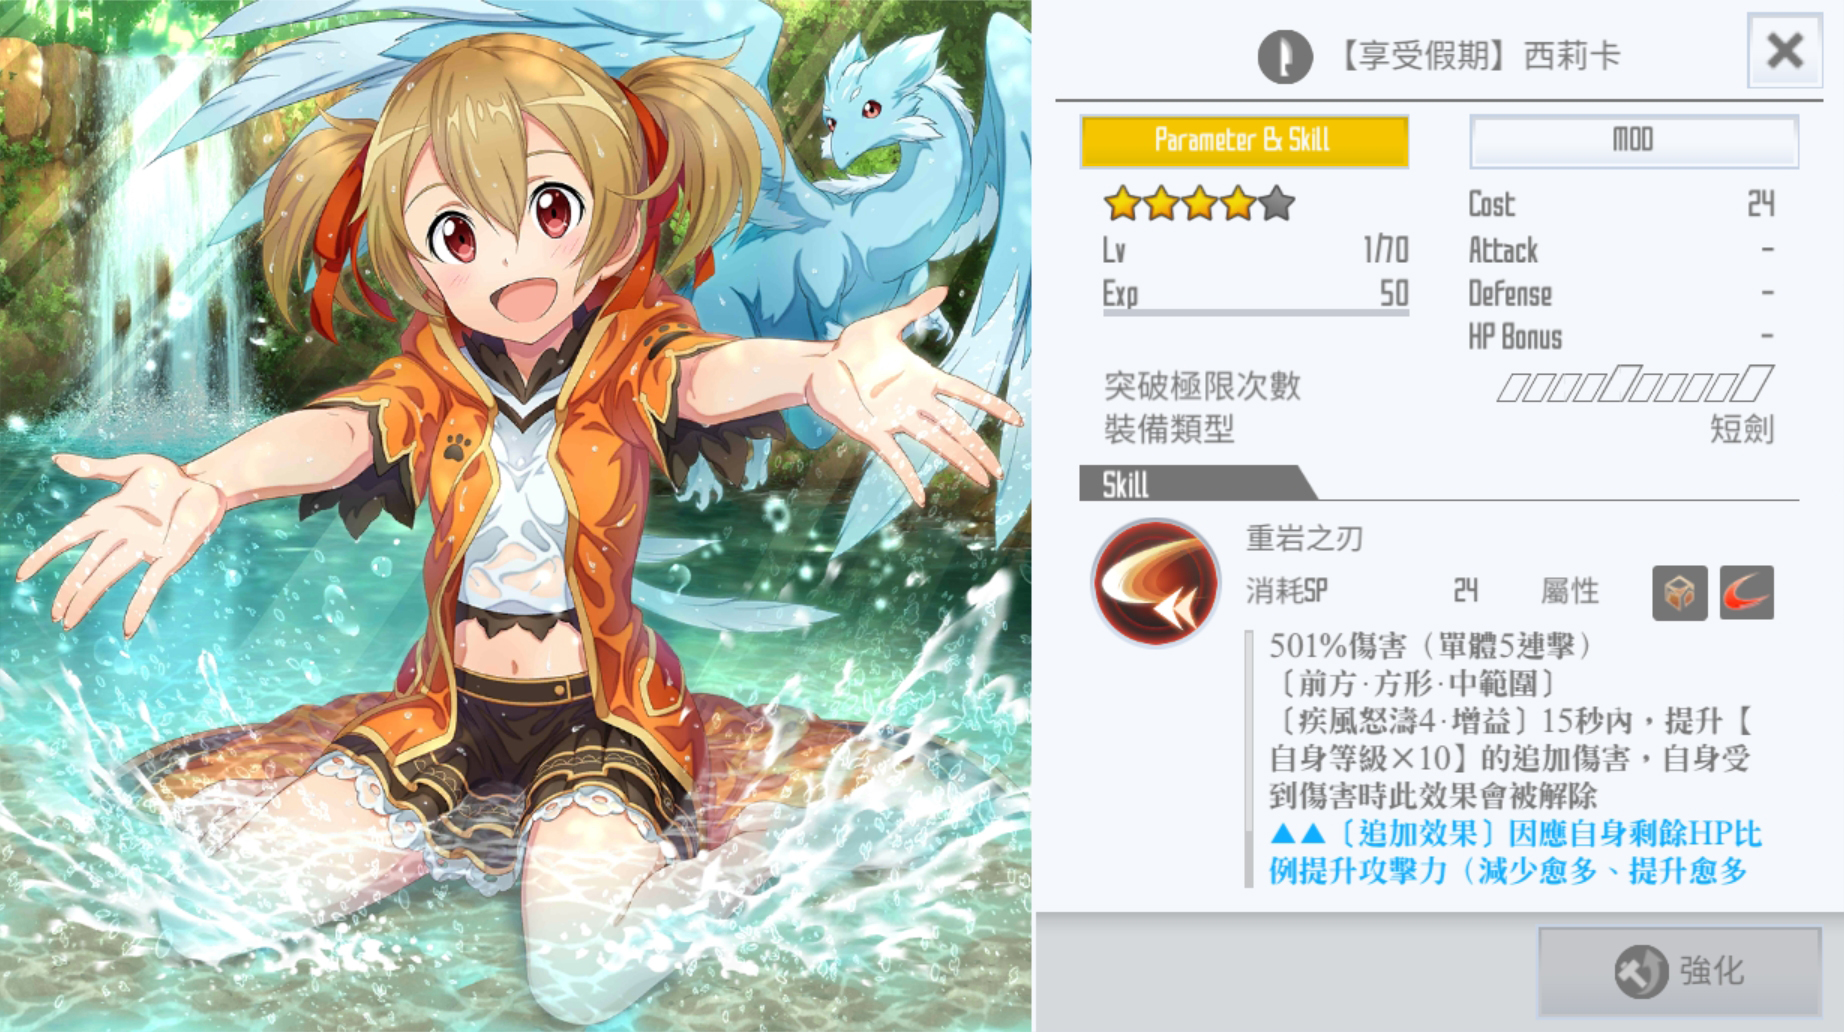 【享受假期】西莉卡
Parameter & Skill
MOD
Cost 24
Lv 1/70
Attack -
Exp 50
Defense -
HP Bonus -
突破極限次數
裝備類型 短劍
Skill
重岩之刃
消耗SP 24 屬性
501%傷害（單體5連擊）
〔前方·方形·中範圍〕
〔疾風怒濤4·增益〕15秒內，提升【
自身等級×10】的追加傷害，自身受
到傷害時此效果會被解除
▲▲〔追加效果〕因應自身剩餘HP比
例提升攻擊力（減少愈多、提升愈多
強化